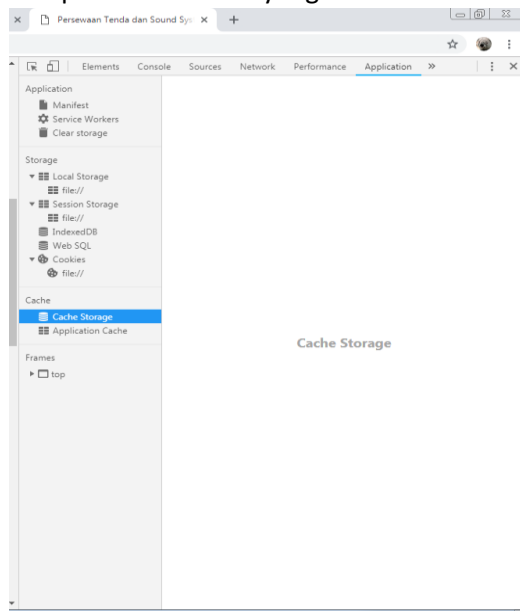 Persewaan Tenda dan Sound Sy
Elements Console Sources Network Performance Application »
Application
Manifest
Service Workers
Clear storage
Storage
Local Storage
file://
Session Storage
file://
IndexedDB
Web SQL
Cookies
file://
Cache
Cache Storage
Application Cache
Cache Storage
Frames
top